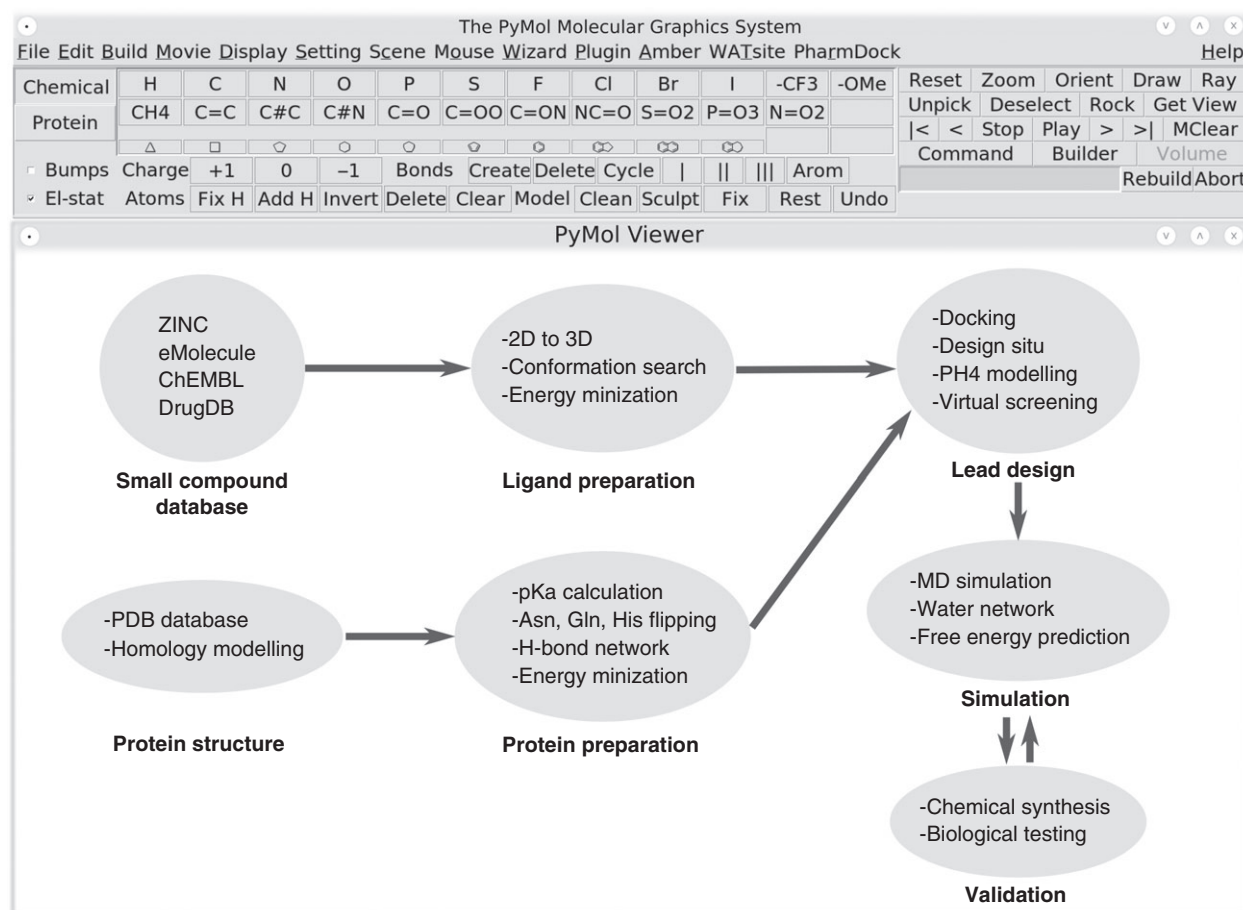 The PyMol Molecular Graphics System
File Edit Build Movie Display Setting Scene Mouse Wizard Plugin Amber WATsite PharmDock Help
Chemical H C N O P S F Cl Br I -CF3 -OMe
Protein CH4 C=C C#C C#N C=O C=OO C=ON NC=O S=O2 P=O3 N=O2
Bumps Charge +1 0 −1 Bonds Create Delete Cycle | || ||| Arom
El-stat Atoms Fix H Add H Invert Delete Clear Model Clean Sculpt Fix Rest Undo
Reset Zoom Orient Draw Ray
Unpick Deselect Rock Get View
|< < Stop Play > >| MClear
Command Builder Volume
Rebuild Abort
PyMol Viewer
ZINC
eMolecule
ChEMBL
DrugDB
Small compound
database
-2D to 3D
-Conformation search
-Energy minization
Ligand preparation
-Docking
-Design situ
-PH4 modelling
-Virtual screening
Lead design
-PDB database
-Homology modelling
Protein structure
-pKa calculation
-Asn, Gln, His flipping
-H-bond network
-Energy minization
Protein preparation
-MD simulation
-Water network
-Free energy prediction
Simulation
-Chemical synthesis
-Biological testing
Validation